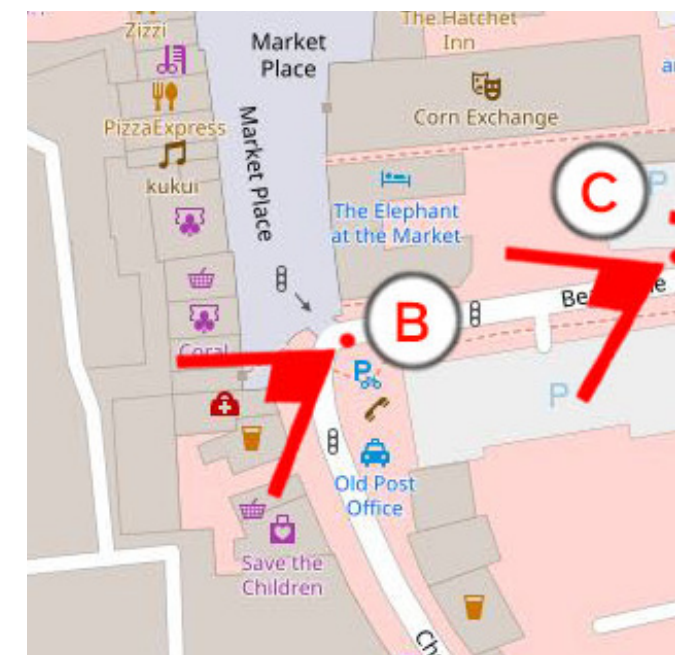 The Hatchet
Inn
Zizzi
Market
Place
PizzaExpress
Corn Exchange
kukui
Market Place
C
P
The Elephant
at the Market
B
Coral
P
P
Old Post
Office
Save the
Children
Ch